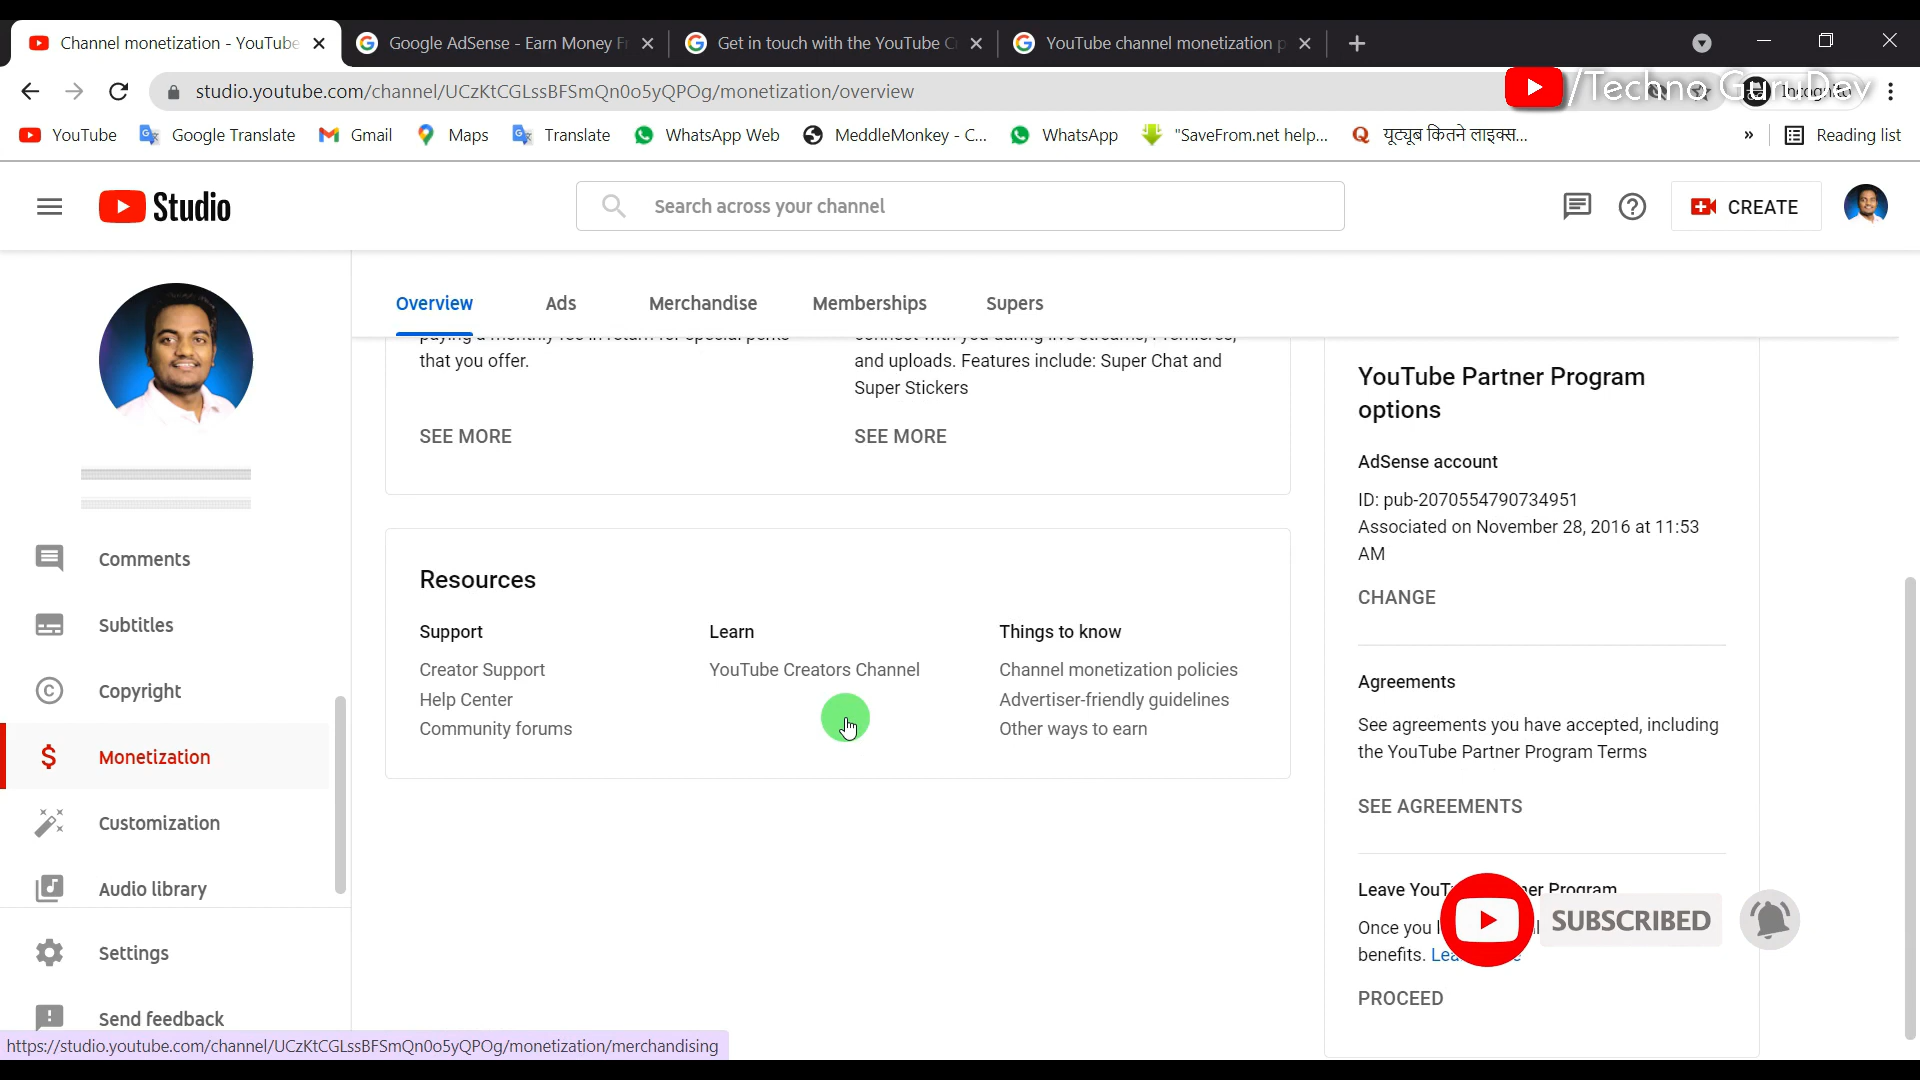 Channel monetization - YouTube
Google AdSense - Earn Money F
Get in touch with the YouTube C
YouTube channel monetization p
studio.youtube.com/channel/UCzKtCGLssBFSmQn0o5yQPOg/monetization/overview
/Techno GuruDev
YouTube
Google Translate
Gmail
Maps
Translate
WhatsApp Web
MeddleMonkey - C...
WhatsApp
"SaveFrom.net help...
यूट्यूब कितने लाइक्स...
»
Reading list
Studio
Search across your channel
CREATE
Overview
Ads
Merchandise
Memberships
Supers
that you offer.
SEE MORE
and uploads. Features include: Super Chat and
Super Stickers
SEE MORE
Resources
Support
Creator Support
Help Center
Community forums
Learn
YouTube Creators Channel
Things to know
Channel monetization policies
Advertiser-friendly guidelines
Other ways to earn
YouTube Partner Program
options
AdSense account
ID: pub-2070554790734951
Associated on November 28, 2016 at 11:53
AM
CHANGE
Agreements
See agreements you have accepted, including
the YouTube Partner Program Terms
SEE AGREEMENTS
Leave Program
Once you
benefits.
PROCEED
SUBSCRIBED
Comments
Subtitles
Copyright
Monetization
Customization
Audio library
Settings
Send feedback
https://studio.youtube.com/channel/UCzKtCGLssBFSmQn0o5yQPOg/monetization/merchandising